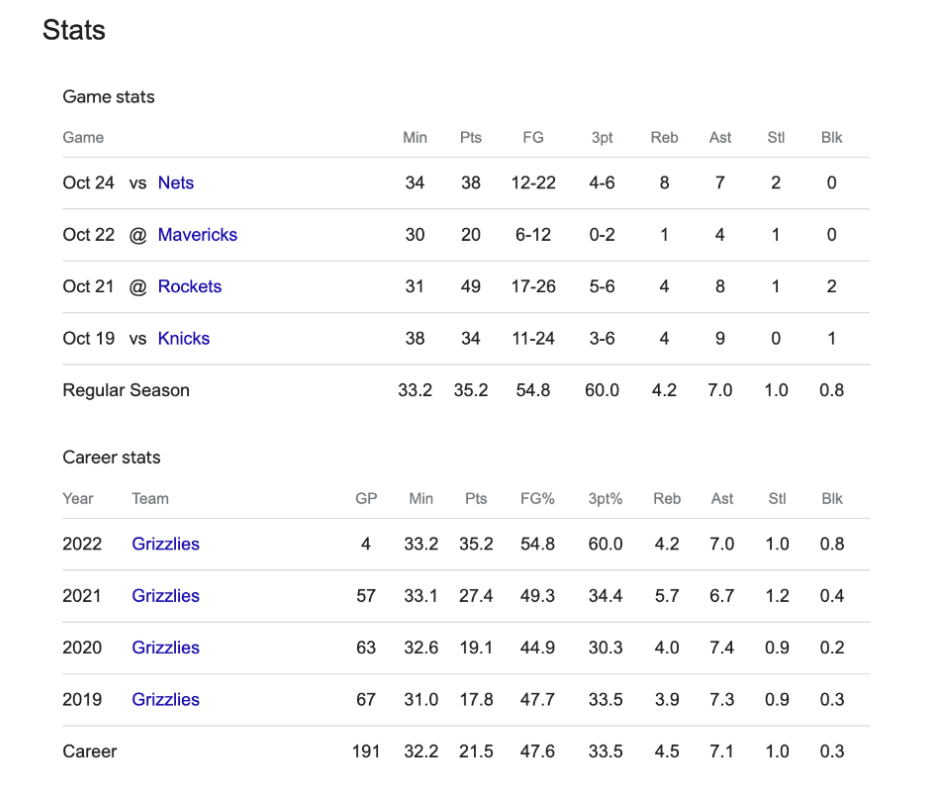 Stats
Game stats
Game Min Pts FG 3pt Reb Ast Stl Blk
Oct 24 vs Nets 34 38 12-22 4-6 8 7 2 0
Oct 22 @ Mavericks 30 20 6-12 0-2 1 4 1 0
Oct 21 @ Rockets 31 49 17-26 5-6 4 8 1 2
Oct 19 vs Knicks 38 34 11-24 3-6 4 9 0 1
Regular Season 33.2 35.2 54.8 60.0 4.2 7.0 1.0 0.8
Career stats
Year Team GP Min Pts FG% 3pt% Reb Ast Stl Blk
2022 Grizzlies 4 33.2 35.2 54.8 60.0 4.2 7.0 1.0 0.8
2021 Grizzlies 57 33.1 27.4 49.3 34.4 5.7 6.7 1.2 0.4
2020 Grizzlies 63 32.6 19.1 44.9 30.3 4.0 7.4 0.9 0.2
2019 Grizzlies 67 31.0 17.8 47.7 33.5 3.9 7.3 0.9 0.3
Career 191 32.2 21.5 47.6 33.5 4.5 7.1 1.0 0.3